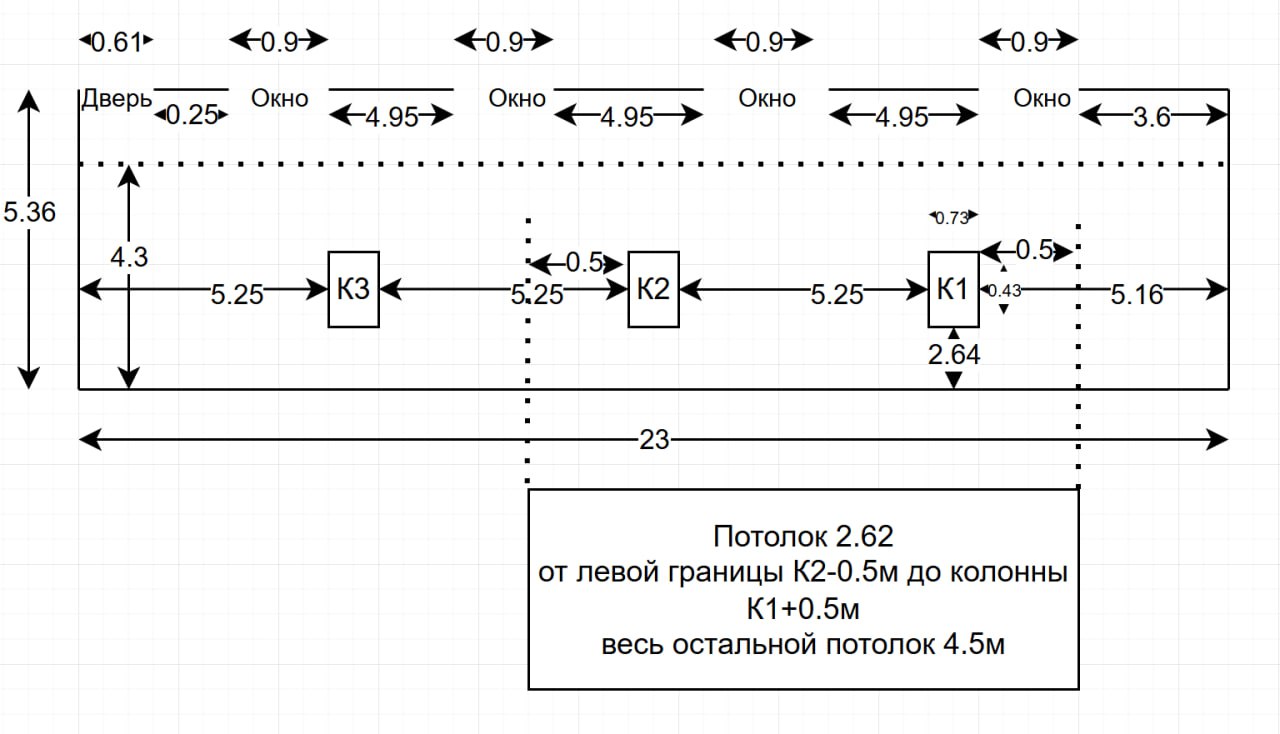 0.61
0.9
0.9
0.9
0.9
Дверь
Окно
Окно
Окно
Окно
0.25
4.95
4.95
4.95
3.6
5.36
4.3
0.73
0.5
0.5
5.25
К3
5.25
К2
5.25
К1
0.43
5.16
2.64
23
Потолок 2.62
от левой границы К2-0.5м до колонны
К1+0.5м
весь остальной потолок 4.5м